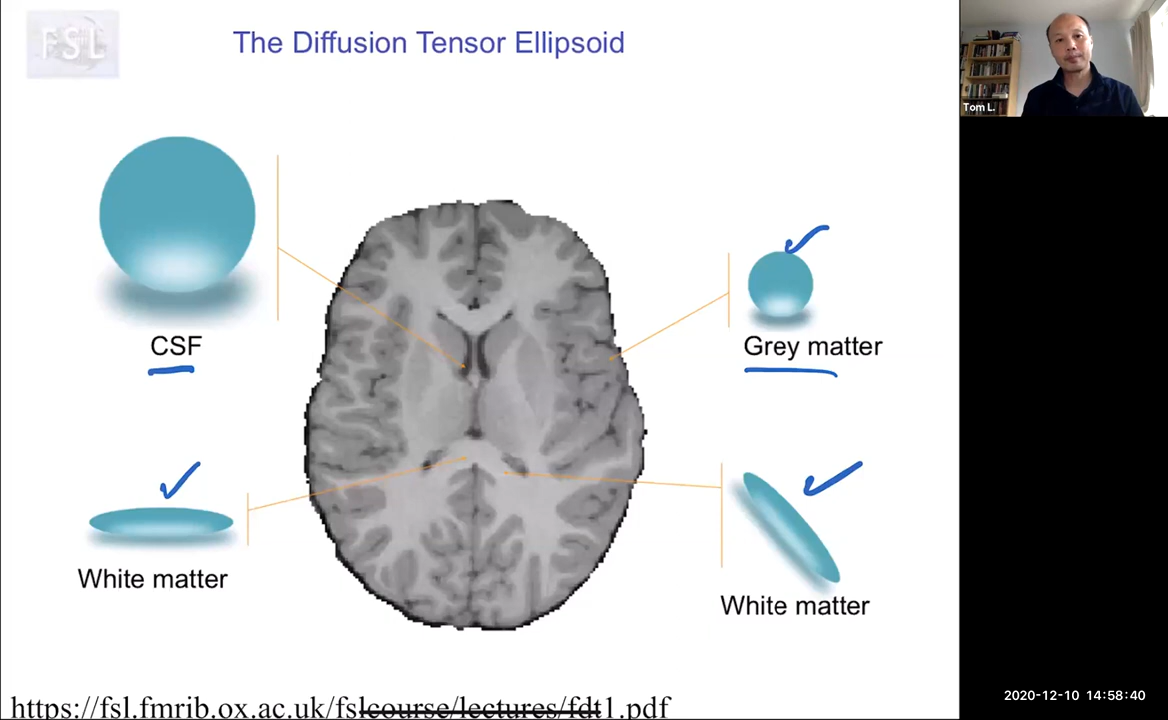 FSL
The Diffusion Tensor Ellipsoid
Tom L.
CSF
Grey matter
White matter
White matter
https://fsl.fmrib.ox.ac.uk/fslcourse/lectures/fdt1.pdf
2020-12-10 14:58:40